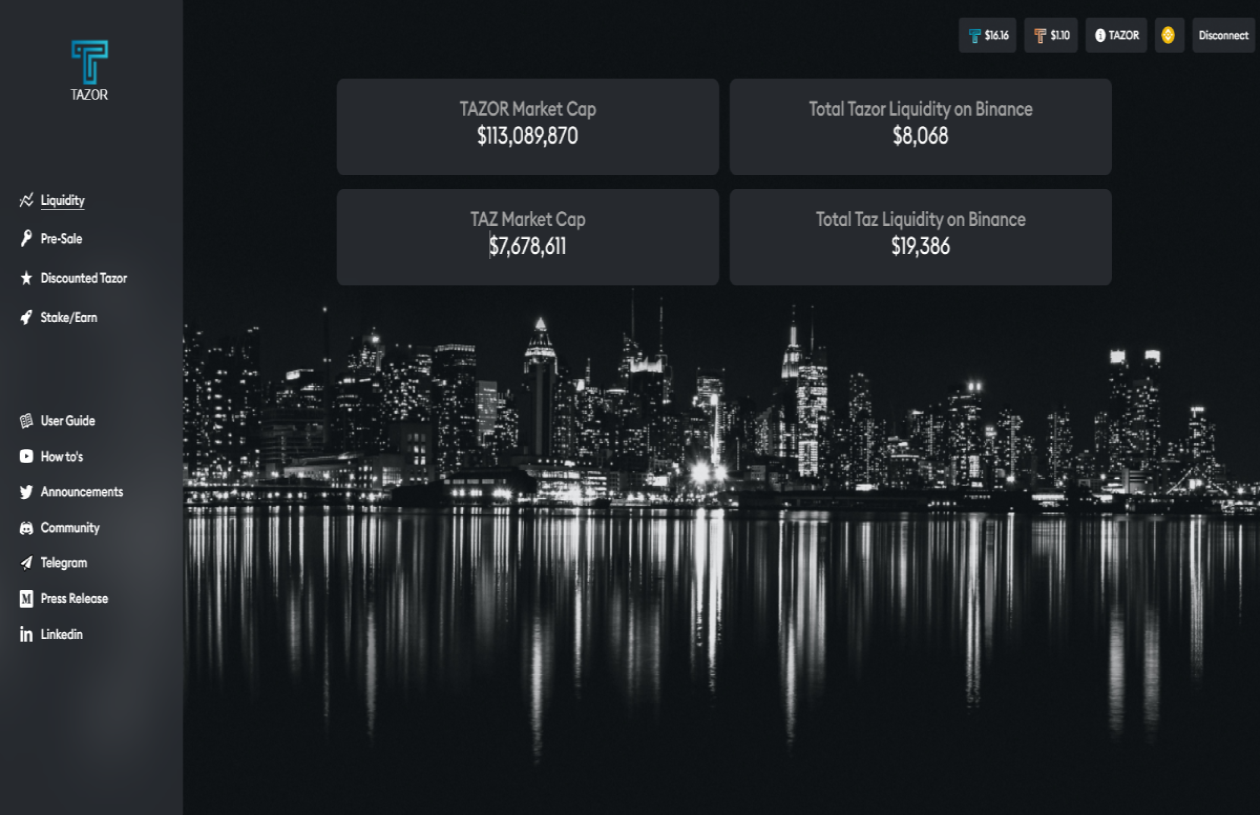 TAZOR
$16.16
$1.10
TAZOR
Disconnect
TAZOR Market Cap
$113,089,870
Total Tazor Liquidity on Binance
$8,068
TAZ Market Cap
$7,678,611
Total Taz Liquidity on Binance
$19,386
Liquidity
Pre-Sale
Discounted Tazor
Stake/Earn
User Guide
How to's
Announcements
Community
Telegram
Press Release
Linkedin